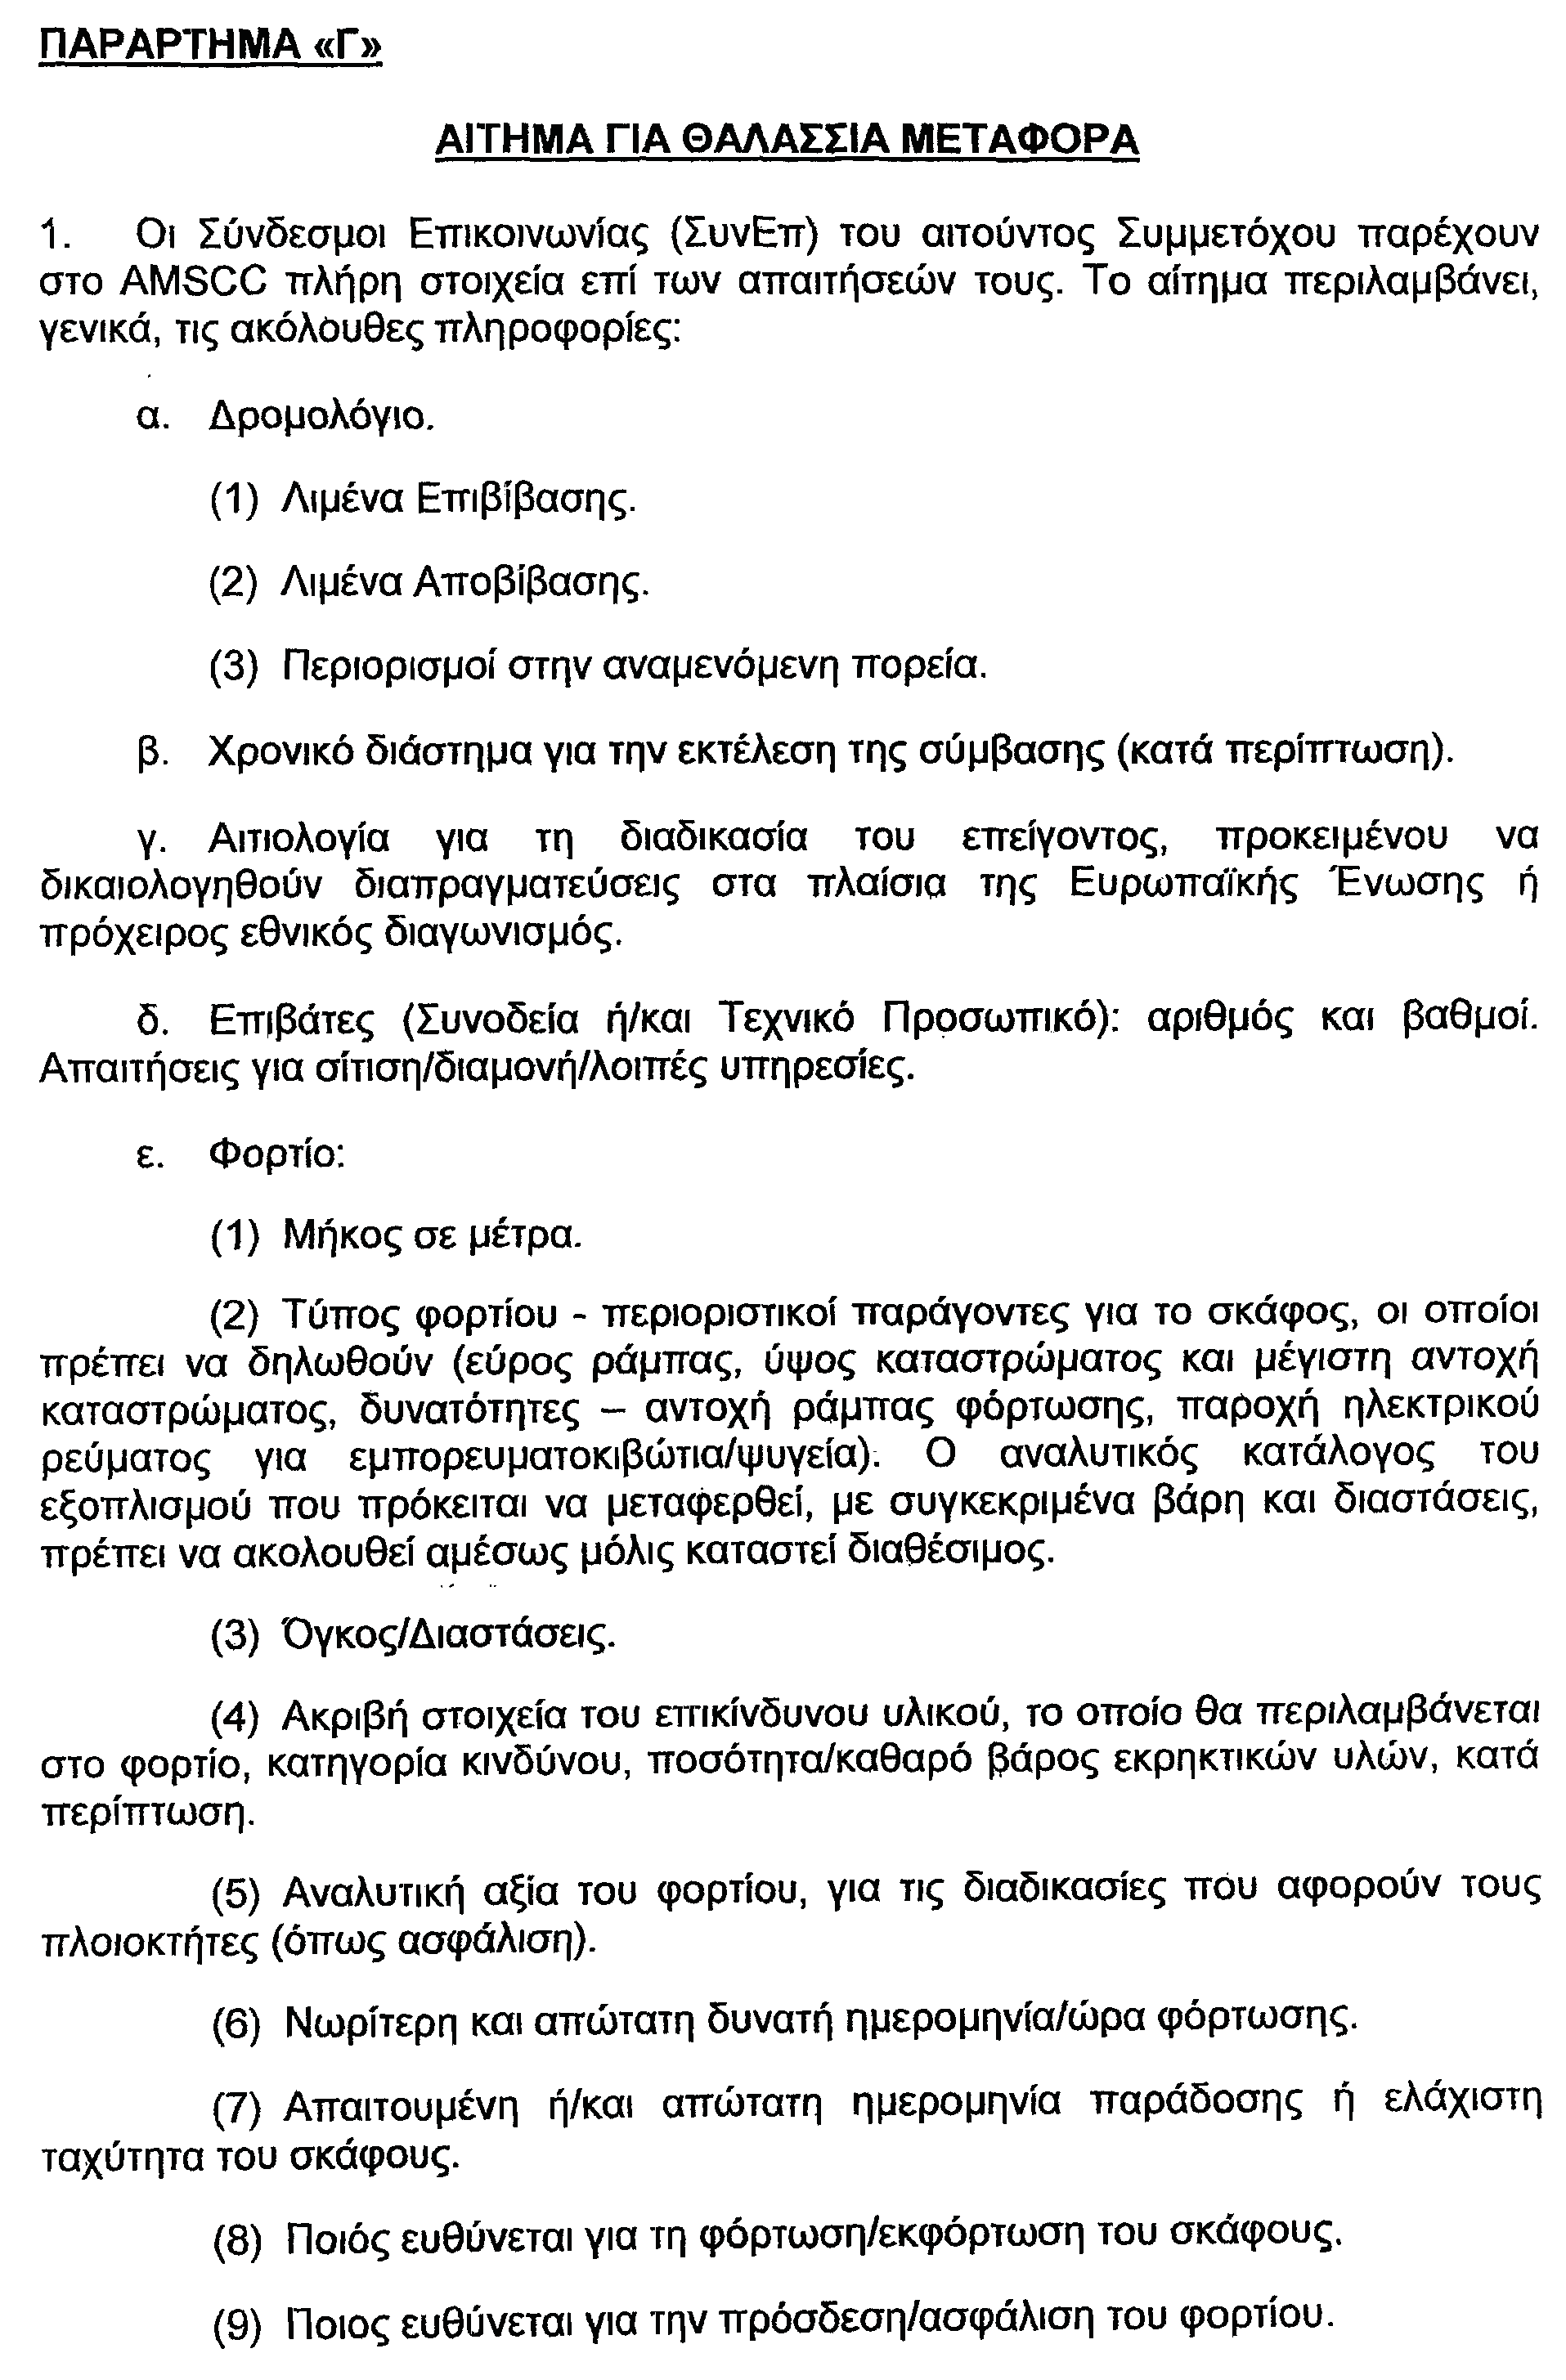 ΠΑΡΑΡΤΗΜΑ «Γ»
ΑΙΤΗΜΑ ΓΙΑ ΘΑΛΑΣΣΙΑ ΜΕΤΑΦΟΡΑ
1. Οι Σύνδεσμοι Επικοινωνίας (ΣυνΕπ) του αιτούντος Συμμετόχου παρέχουν
στο AMSCC πλήρη στοιχεία επί των απαιτήσεών τους. Το αίτημα περιλαμβάνει,
γενικά, τις ακόλουθες πληροφορίες:
α. Δρομολόγιο.
(1) Λιμένα Επιβίβασης.
(2) Λιμένα Αποβίβασης.
(3) Περιορισμοί στην αναμενόμενη πορεία.
β. Χρονικό διάστημα για την εκτέλεση της σύμβασης (κατά περίπτωση).
γ. Αιτιολογία για τη διαδικασία του επείγοντος, προκειμένου να
δικαιολογηθούν διαπραγματεύσεις στα πλαίσια της Ευρωπαϊκής Ένωσης ή
πρόχειρος εθνικός διαγωνισμός.
δ. Επιβάτες (Συνοδεία ή/και Τεχνικό Προσωπικό): αριθμός και βαθμοί.
Απαιτήσεις για σίτιση/διαμονή/λοιπές υπηρεσίες.
ε. Φορτίο:
(1) Μήκος σε μέτρα.
(2) Τύπος φορτίου - περιοριστικοί παράγοντες για το σκάφος, οι οποίοι
πρέπει να δηλωθούν (εύρος ράμπας, ύψος καταστρώματος και μέγιστη αντοχή
καταστρώματος, δυνατότητες – αντοχή ράμπας φόρτωσης, παροχή ηλεκτρικού
ρεύματος για εμπορευματοκιβώτια/ψυγεία). Ο αναλυτικός κατάλογος του
εξοπλισμού που πρόκειται να μεταφερθεί, με συγκεκριμένα βάρη και διαστάσεις,
πρέπει να ακολουθεί αμέσως μόλις καταστεί διαθέσιμος.
(3) Όγκος/Διαστάσεις.
(4) Ακριβή στοιχεία του επικίνδυνου υλικού, το οποίο θα περιλαμβάνεται
στο φορτίο, κατηγορία κινδύνου, ποσότητα/καθαρό βάρος εκρηκτικών υλών, κατά
περίπτωση.
(5) Αναλυτική αξία του φορτίου, για τις διαδικασίες που αφορούν τους
πλοιοκτήτες (όπως ασφάλιση).
(6) Νωρίτερη και απώτατη δυνατή ημερομηνία/ώρα φόρτωσης.
(7) Απαιτουμένη ή/και απώτατη ημερομηνία παράδοσης ή ελάχιστη
ταχύτητα του σκάφους.
(8) Ποιός ευθύνεται για τη φόρτωση/εκφόρτωση του σκάφους.
(9) Ποιος ευθύνεται για την πρόσδεση/ασφάλιση του φορτίου.